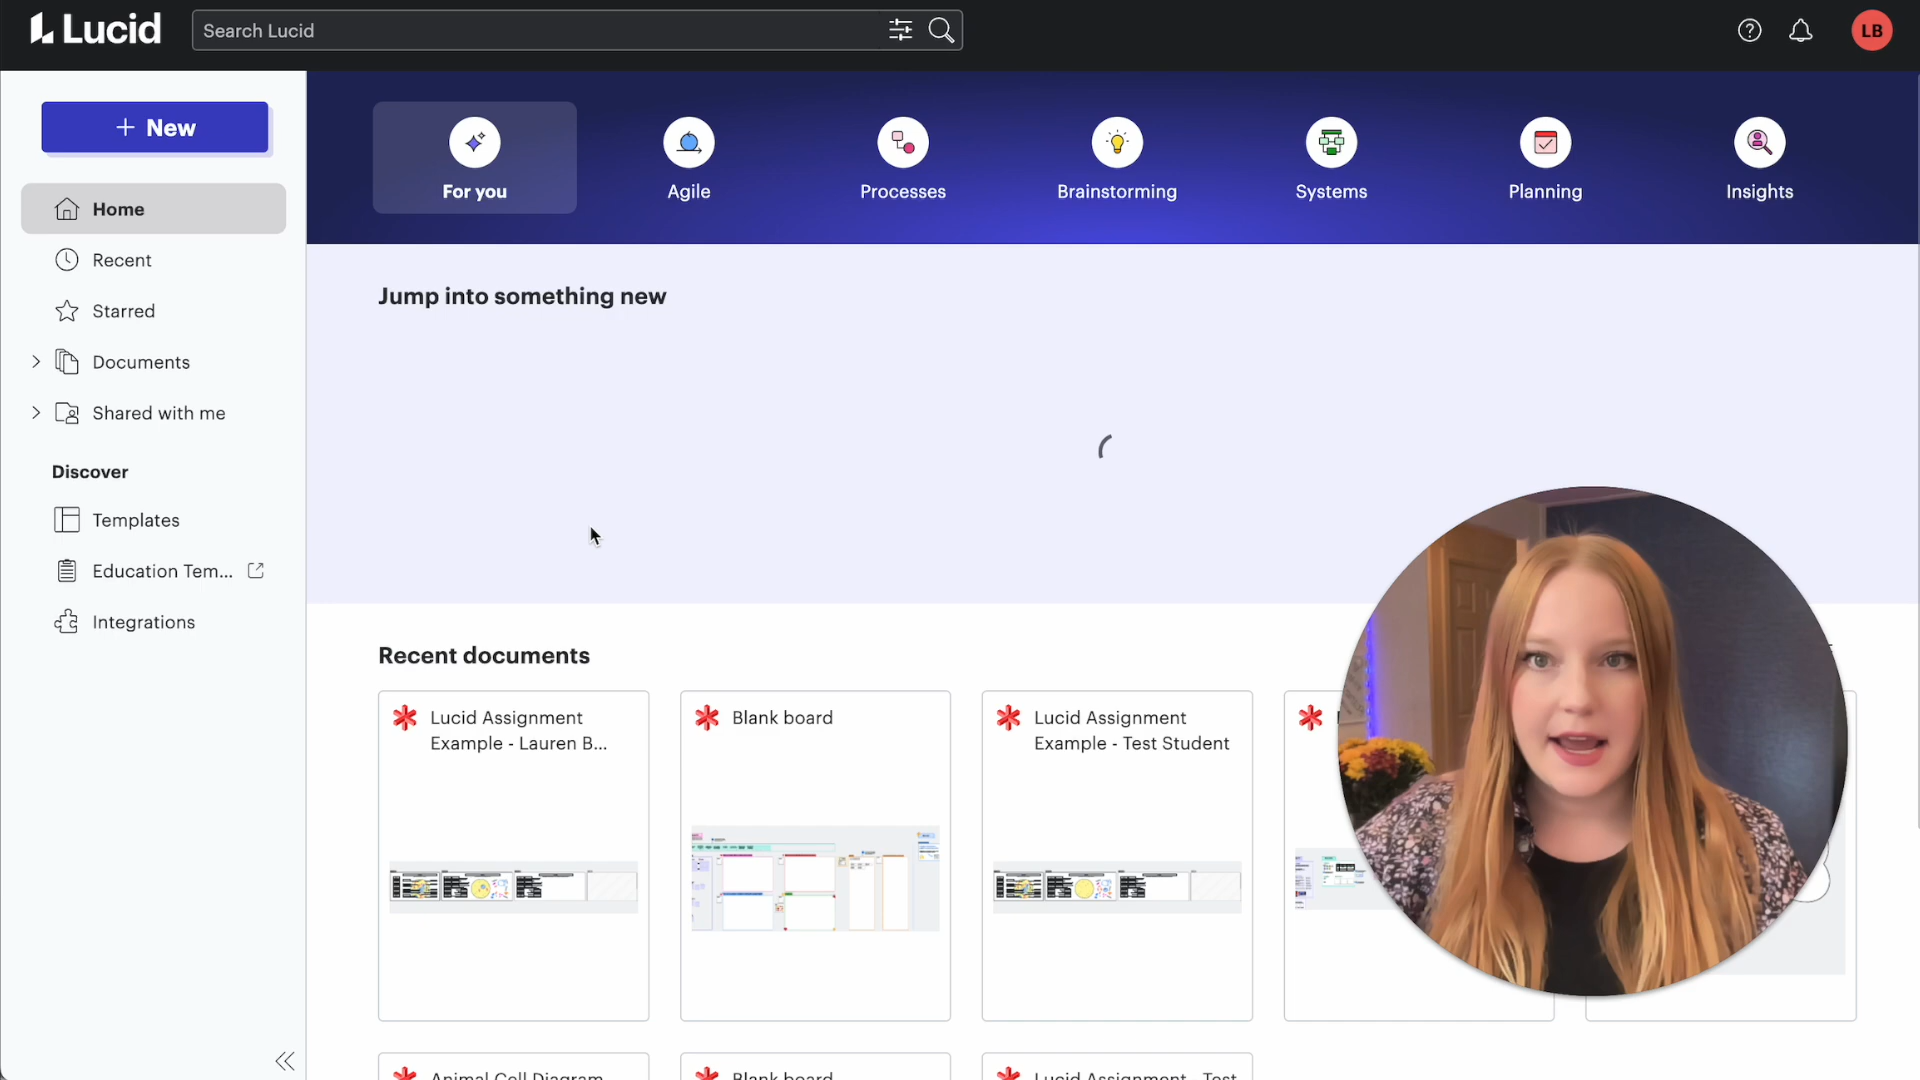 Lucid
Search Lucid
LB
+ New
Home
Recent
Starred
Documents
Shared with me
Discover
Templates
Education Tem...
Integrations
For you
Agile
Processes
Brainstorming
Systems
Planning
Insights
Jump into something new
Recent documents
Lucid Assignment
Example - Lauren B...
Blank board
Lucid Assignment
Example - Test Student
Animal Cell Diagram
Blank board
Lucid Assignment - Test